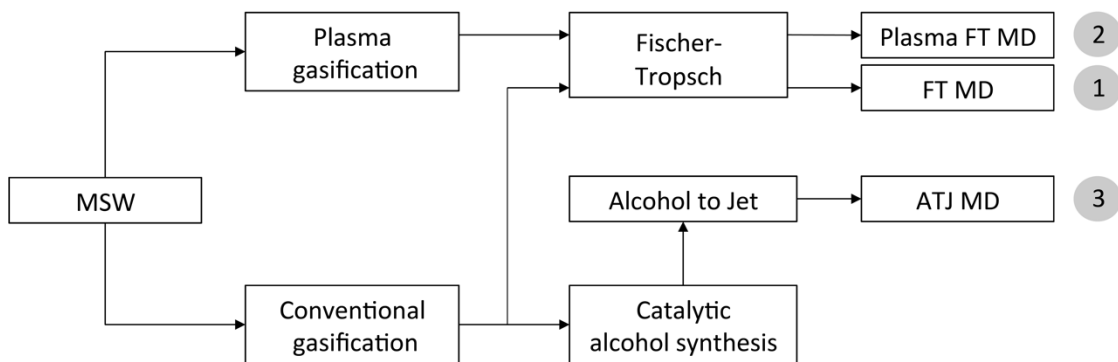 Plasma
gasification
Fischer-
Tropsch
Plasma FT MD
2
FT MD
1
MSW
Alcohol to Jet
ATJ MD
3
Conventional
gasification
Catalytic
alcohol synthesis